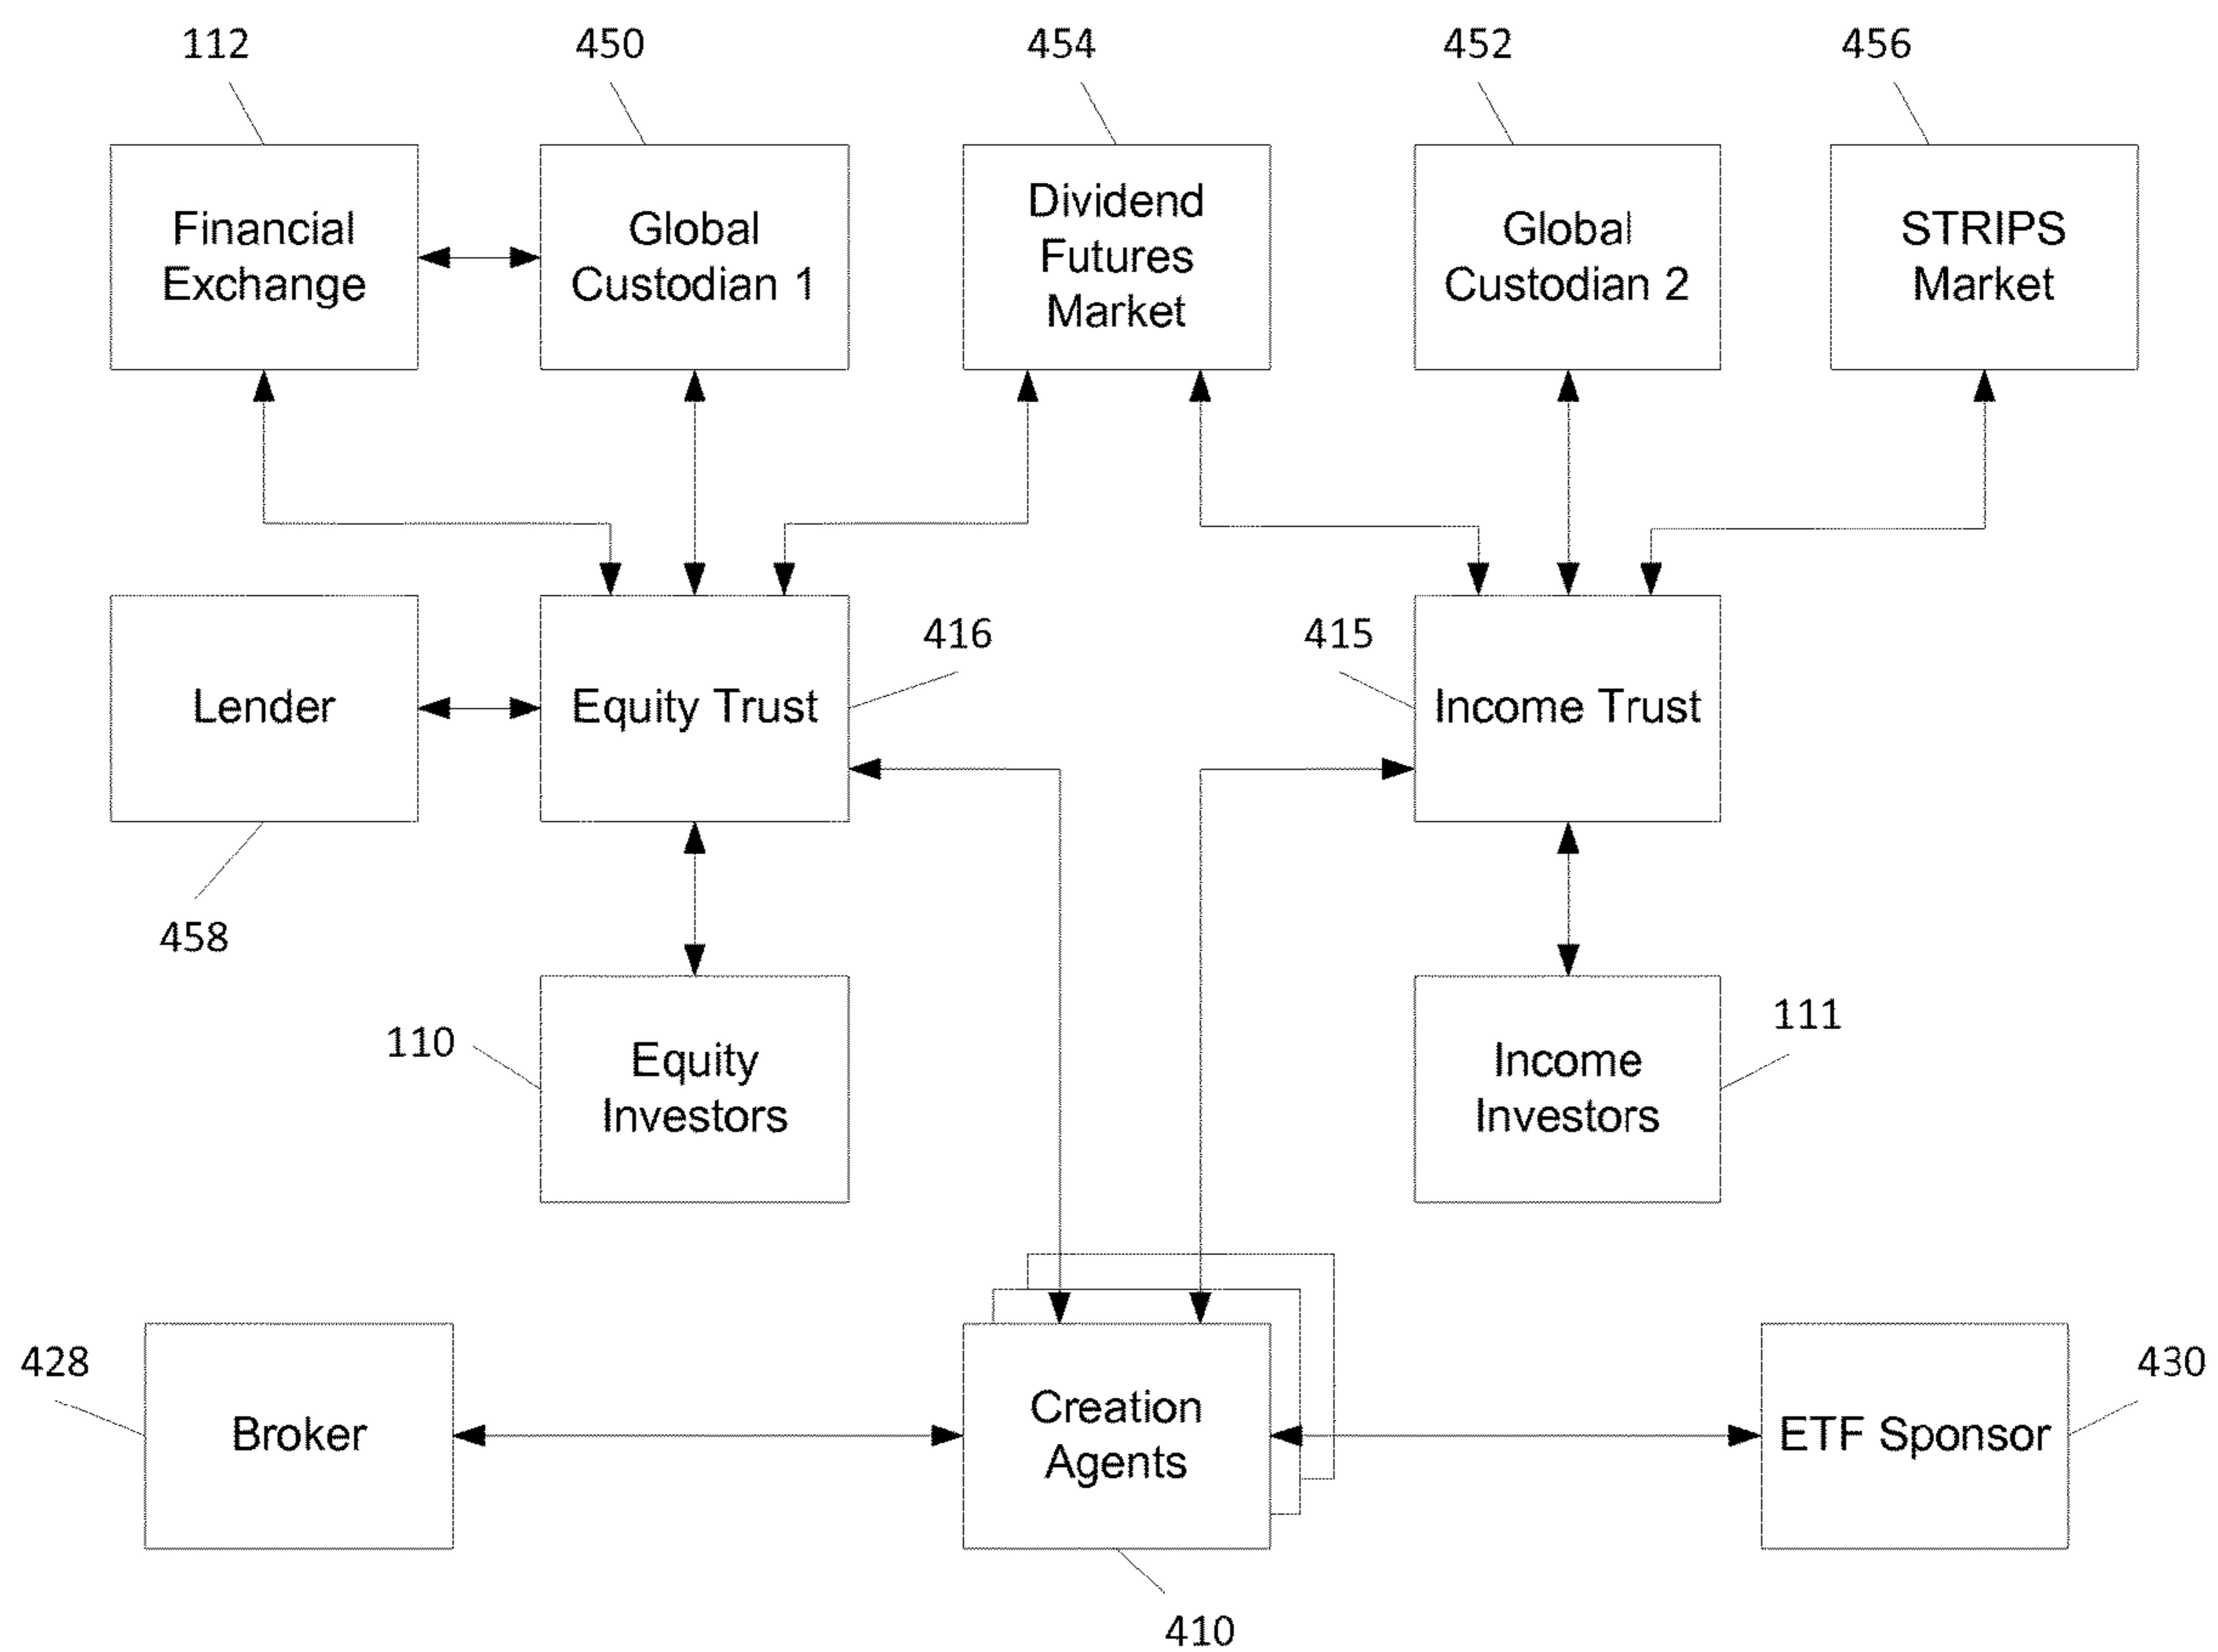 112
450
454
452
456
Financial
Exchange
Global
Custodian 1
Dividend
Futures
Market
Global
Custodian 2
STRIPS
Market
416
415
Lender
Equity Trust
Income Trust
458
110
Equity
Investors
Income
Investors
111
428
Broker
Creation
Agents
ETF Sponsor
430
410